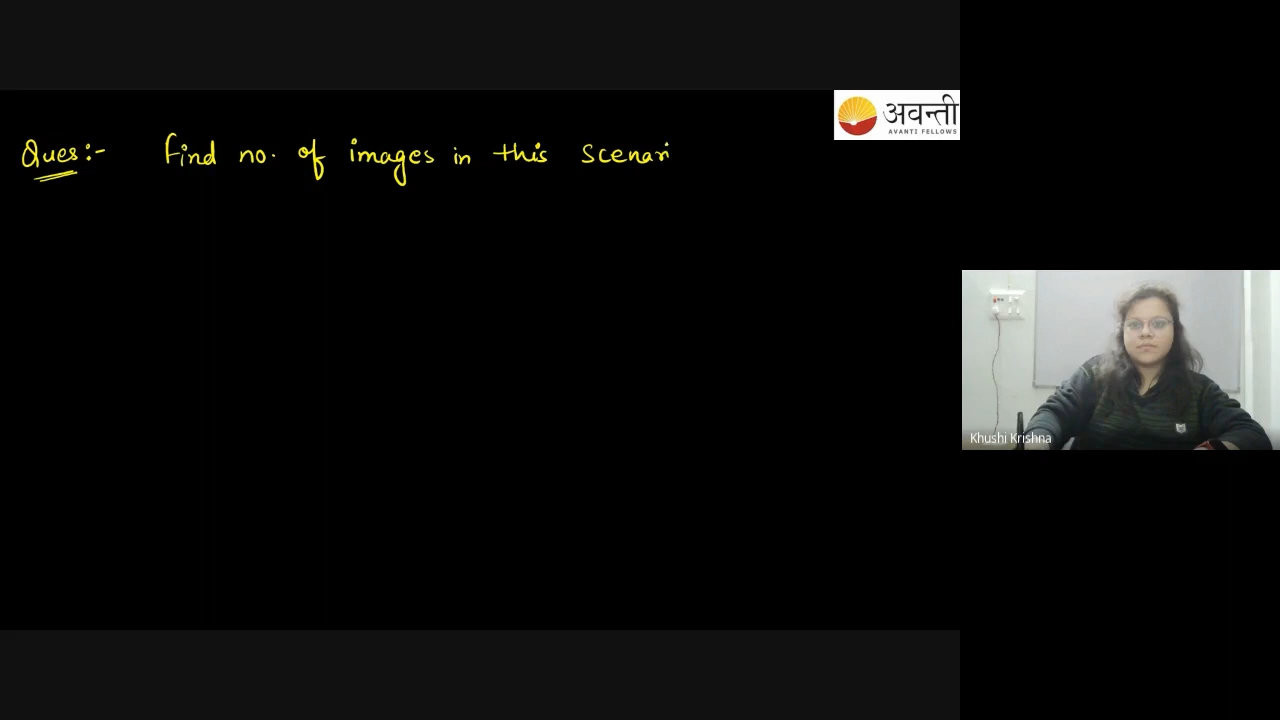 अवन्ती
AVANTI FELLOWS
Ques:- Find no. of images in this scenari
Khushi Krishna